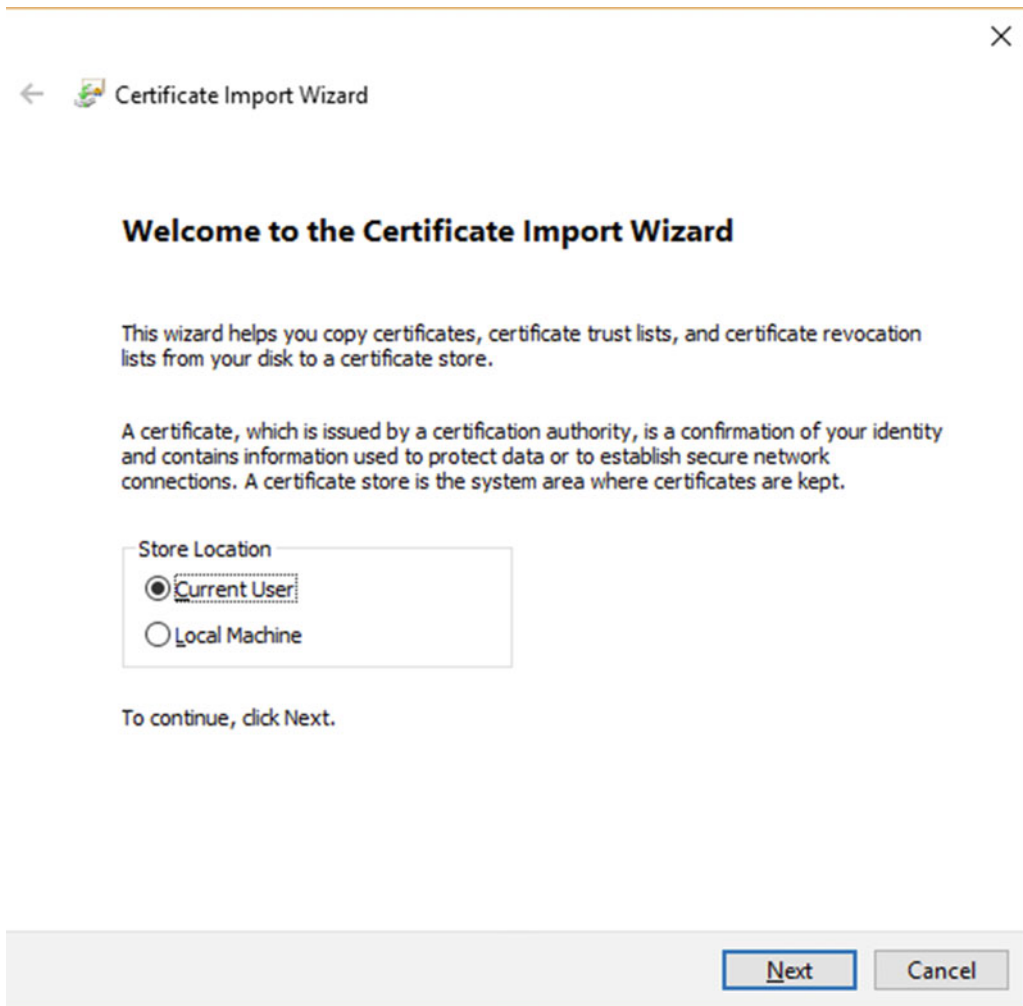 Certificate Import Wizard
Welcome to the Certificate Import Wizard
This wizard helps you copy certificates, certificate trust lists, and certificate revocation
lists from your disk to a certificate store.
A certificate, which is issued by a certification authority, is a confirmation of your identity
and contains information used to protect data or to establish secure network
connections. A certificate store is the system area where certificates are kept.
Store Location
Current User
Local Machine
To continue, click Next.
Next Cancel